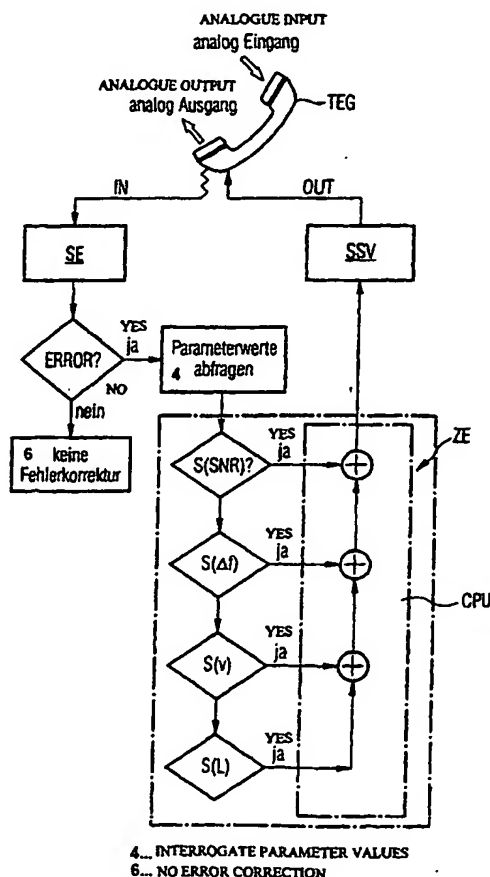 ANALOGUE INPUT
analog Eingang
ANALOGUE OUTPUT
analog Ausgang
TEG
IN
OUT
SE
SSV
ERROR?
YES
ja
Parameterwerte
4 abfragen
NO
nein
6 keine
Fehlerkorrektur
S(SNR)?
YES
ja
ZE
S(Δf)
YES
ja
CPU
S(v)
YES
ja
S(L)
YES
ja
4... INTERROGATE PARAMETER VALUES
6... NO ERROR CORRECTION